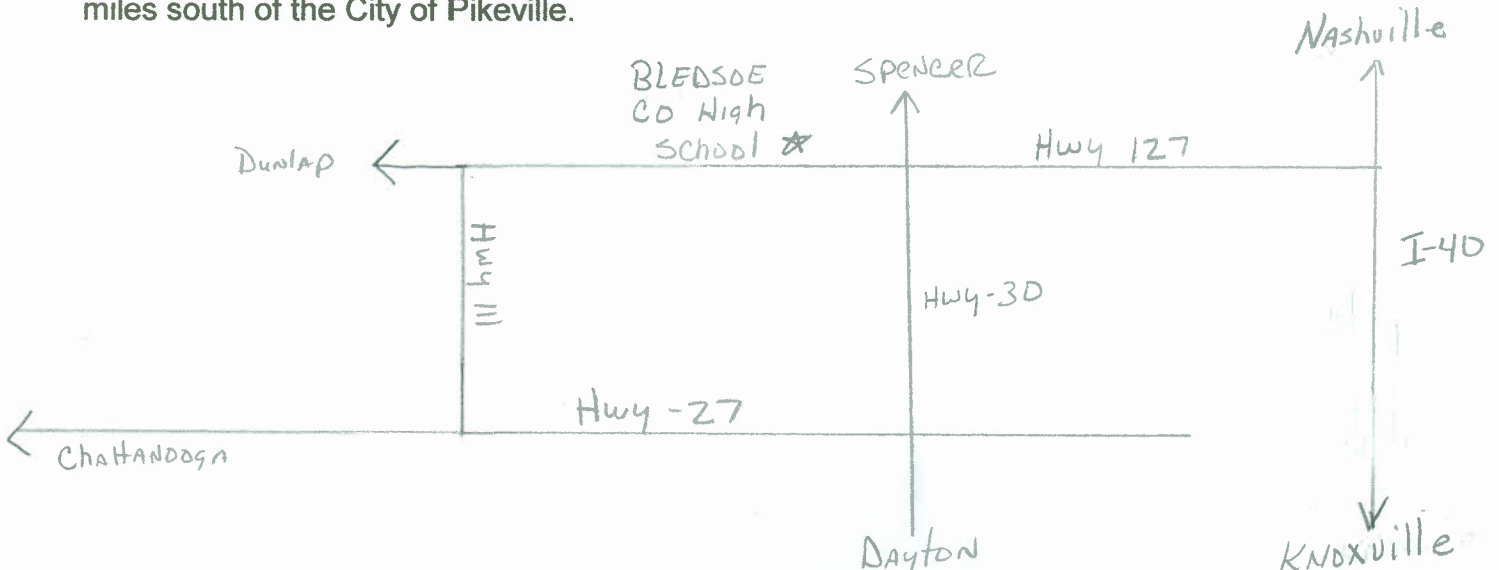 miles south of the City of Pikeville.
NAshville
BLEDSOE
CO High
School
SPENCER
DunlAp
Hwy 127
Hwy 111
I-40
Hwy-30
Hwy -27
ChATTANOOgA
DAyTON
KNOxville